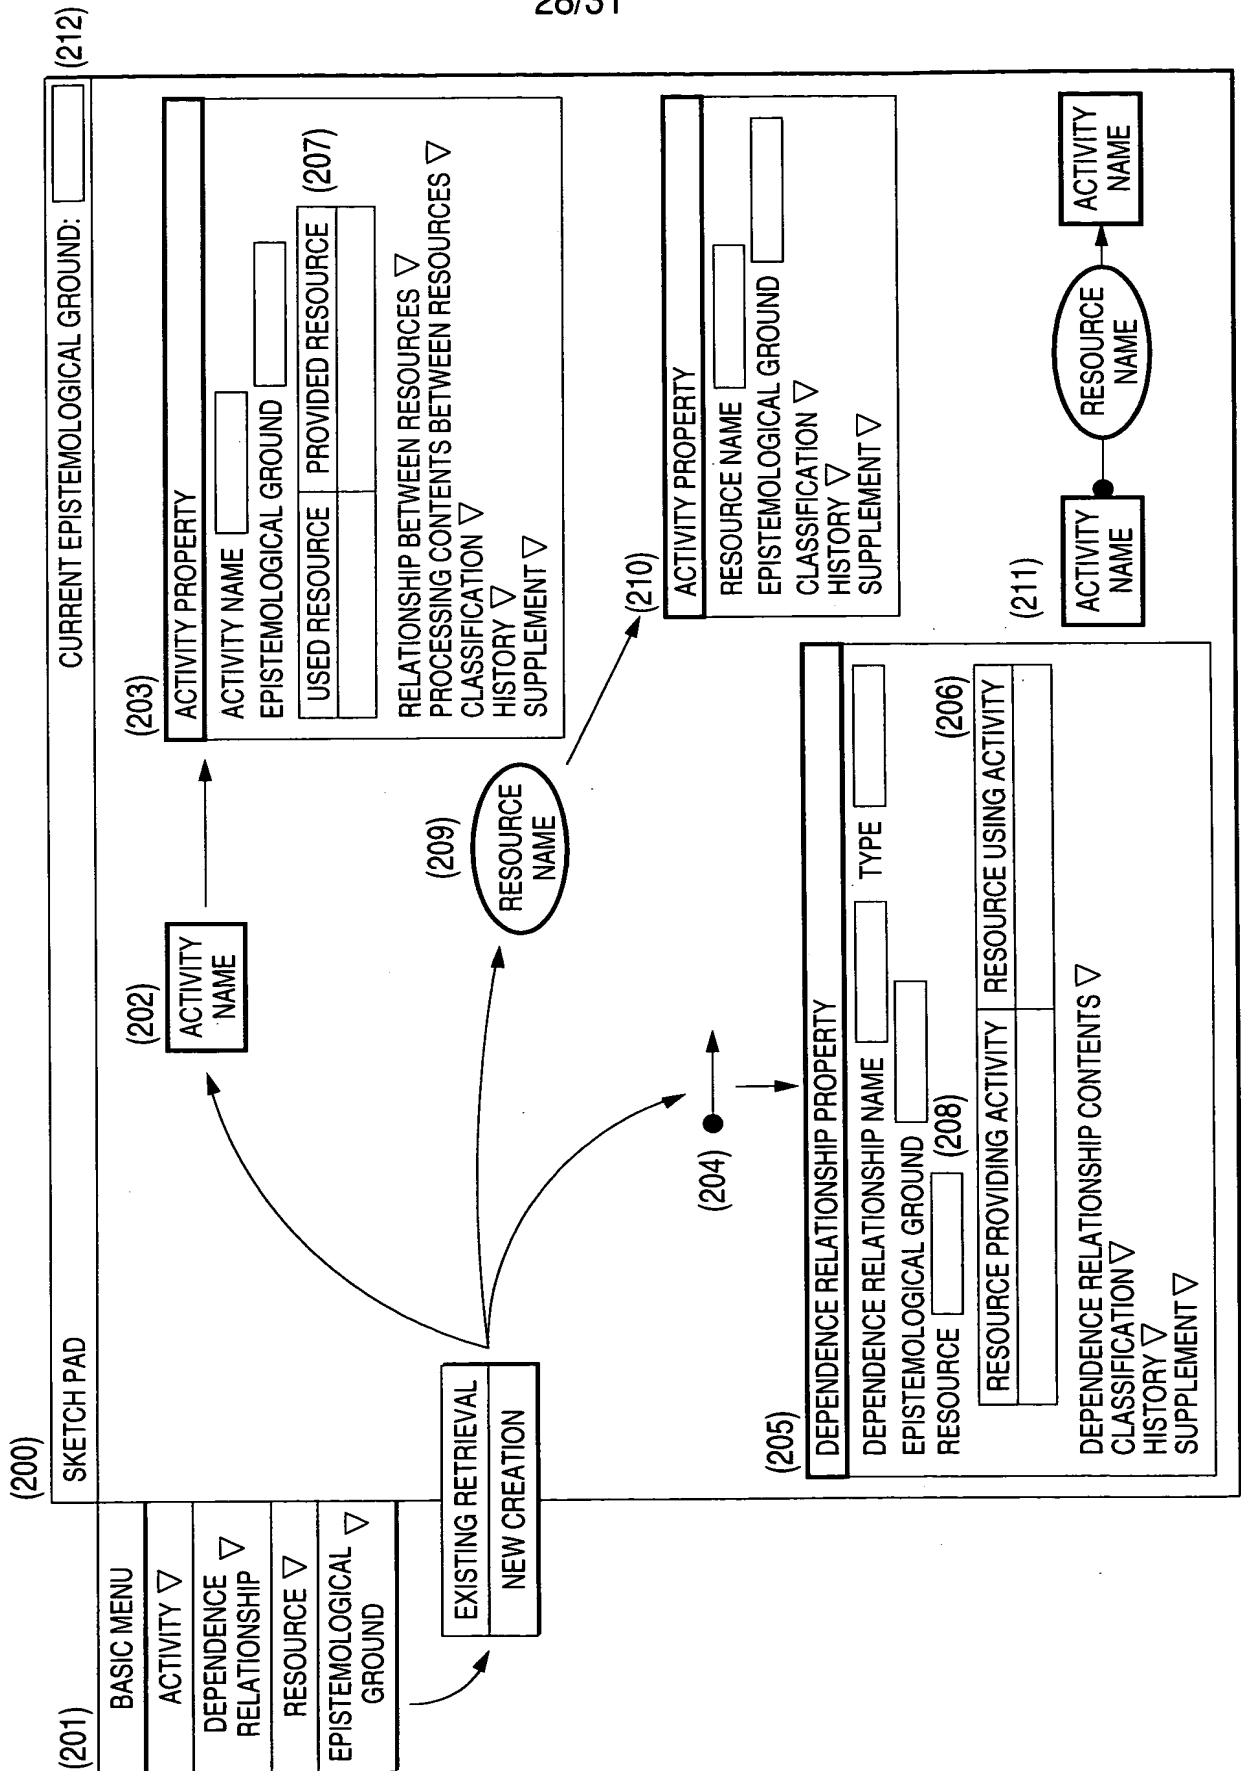 28/31
(200)
SKETCH PAD
CURRENT EPISTEMOLOGICAL GROUND:
(212)
(201)
BASIC MENU
ACTIVITY ▽
DEPENDENCE ▽
RELATIONSHIP
RESOURCE ▽
EPISTEMOLOGICAL ▽
GROUND
EXISTING RETRIEVAL
NEW CREATION
(202)
ACTIVITY
NAME
(203)
ACTIVITY PROPERTY
ACTIVITY NAME
EPISTEMOLOGICAL GROUND
USED RESOURCE
PROVIDED RESOURCE
(207)
RELATIONSHIP BETWEEN RESOURCES ▽
PROCESSING CONTENTS BETWEEN RESOURCES ▽
CLASSIFICATION ▽
HISTORY ▽
SUPPLEMENT ▽
(209)
RESOURCE
NAME
(210)
ACTIVITY PROPERTY
RESOURCE NAME
EPISTEMOLOGICAL GROUND
CLASSIFICATION ▽
HISTORY ▽
SUPPLEMENT ▽
(204)
(205)
DEPENDENCE RELATIONSHIP PROPERTY
DEPENDENCE RELATIONSHIP NAME
TYPE
EPISTEMOLOGICAL GROUND
RESOURCE
(208)
(206)
RESOURCE PROVIDING ACTIVITY
RESOURCE USING ACTIVITY
DEPENDENCE RELATIONSHIP CONTENTS ▽
CLASSIFICATION ▽
HISTORY ▽
SUPPLEMENT ▽
(211)
ACTIVITY
NAME
RESOURCE
NAME
ACTIVITY
NAME